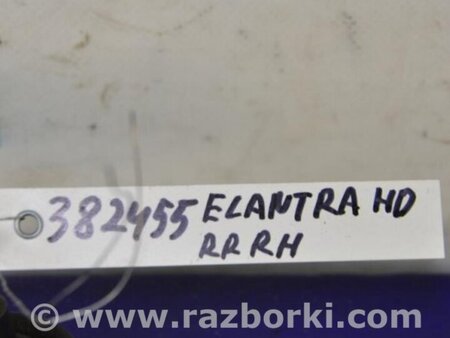 382455 ELANTRA HD
RR RH
www.razborki.com